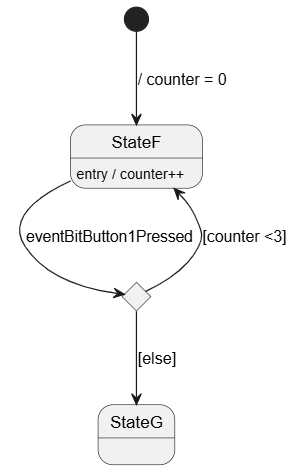 / counter = 0
StateF
entry / counter++
eventBitButton1Pressed
[counter <3]
[else]
StateG